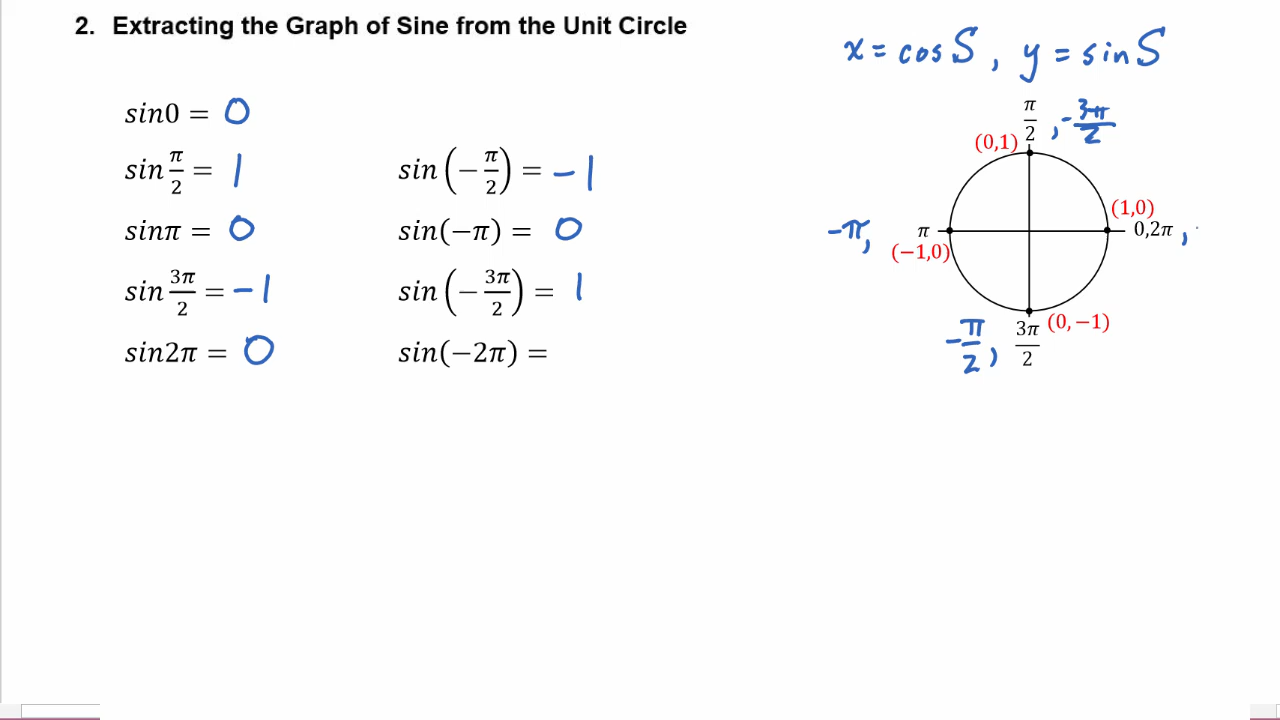 2. Extracting the Graph of Sine from the Unit Circle
x = cos S, y = sin S
sin0 = 0
sin π/2 = 1
sin(−π/2) = −1
sinπ = 0
sin(−π) = 0
sin 3π/2 = −1
sin(−3π/2) = 1
sin2π = 0
sin(−2π) =
π/2, -3π/2
(0,1)
(1,0)
-π, π
0,2π,
(−1,0)
-π/2, 3π/2
(0,−1)